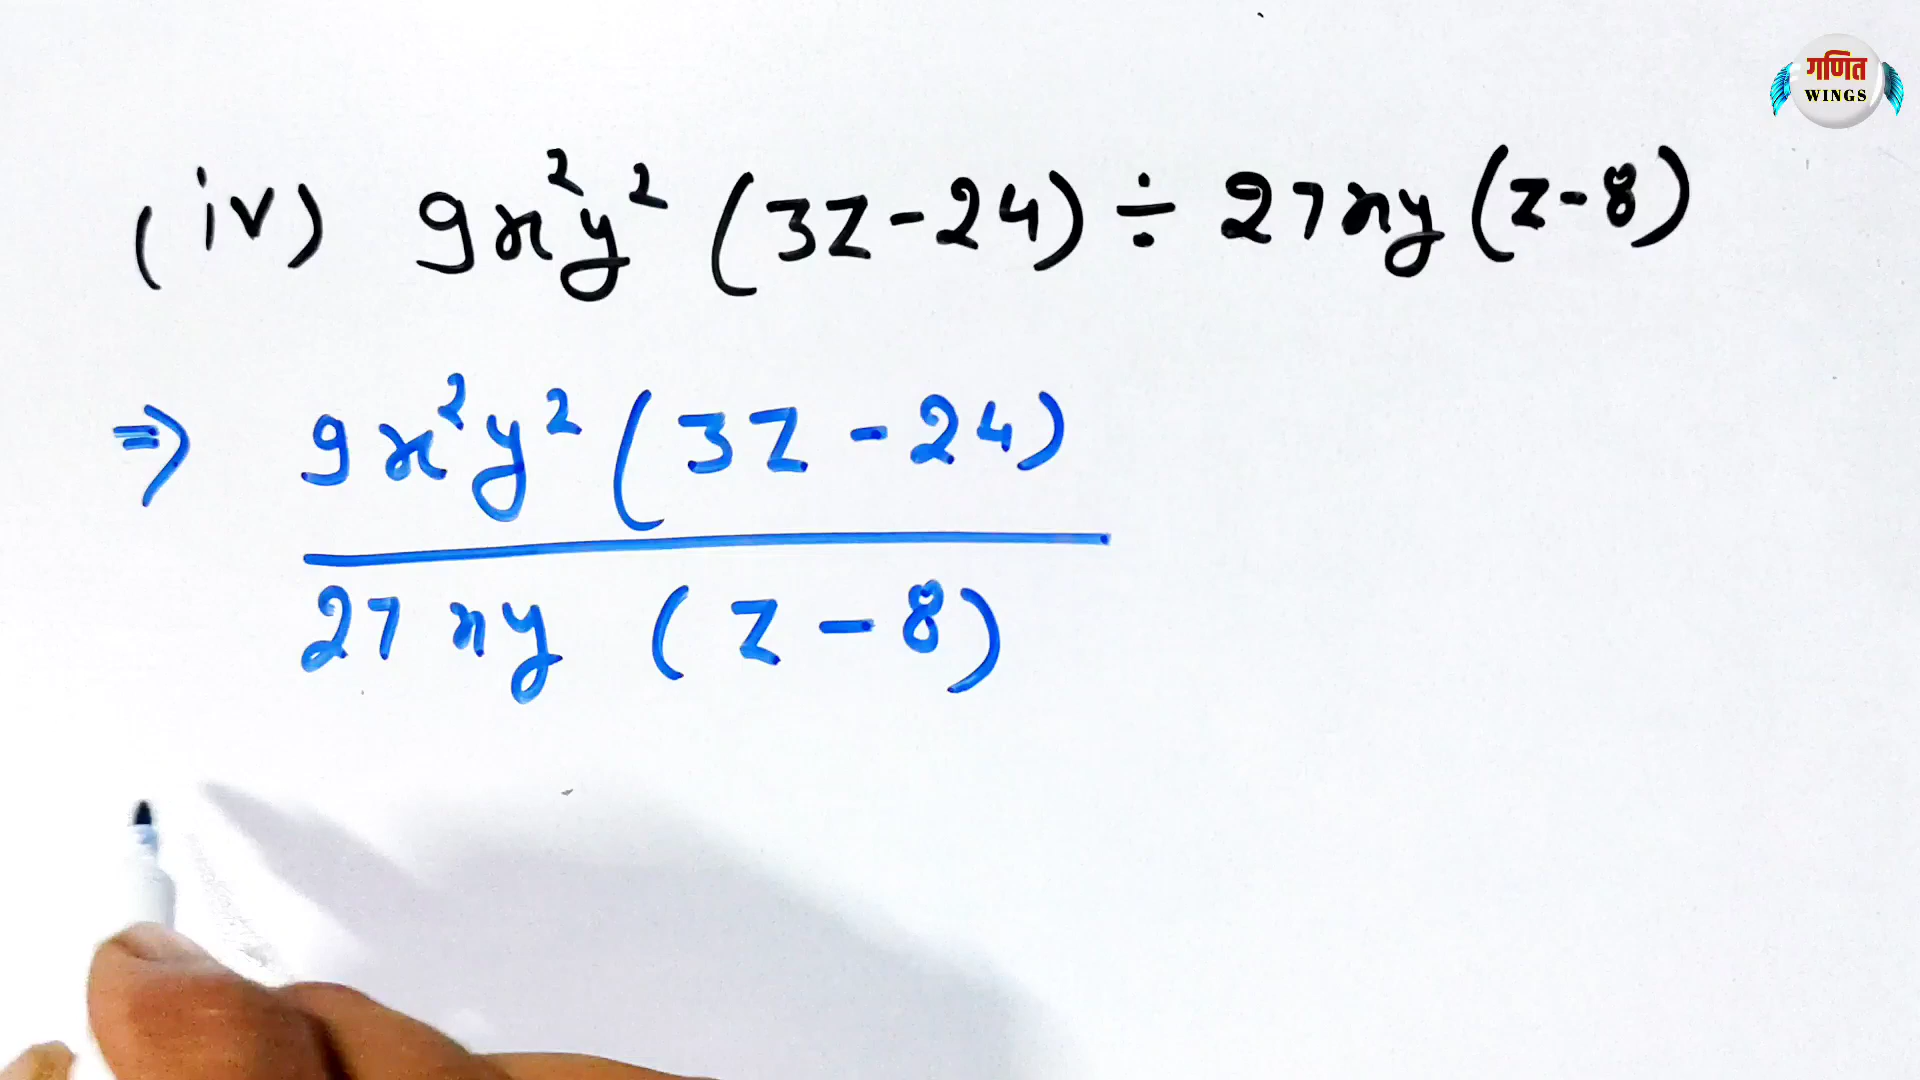 गणित
WINGS
(iv) 9x²y² (3z-24) ÷ 27xy (z-8)
⇒ 9x²y² (3z - 24)
27xy (z - 8)